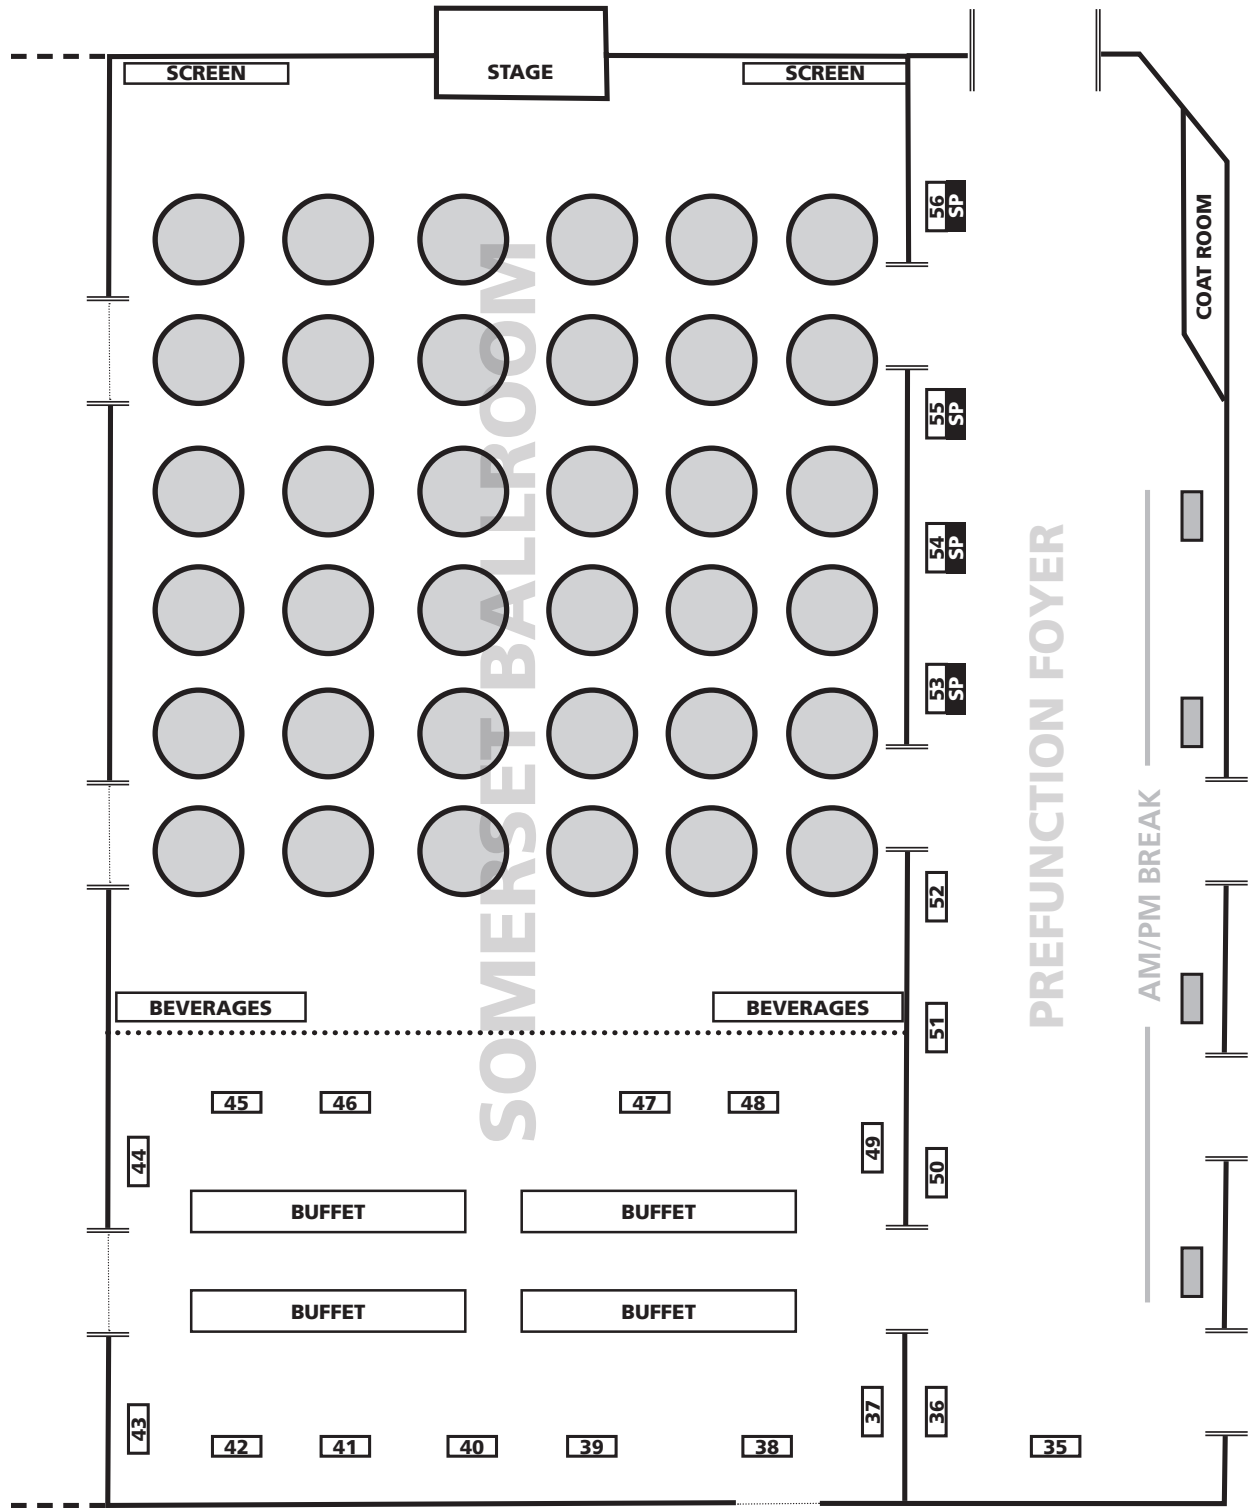 SCREEN
STAGE
SCREEN
56
SP
COAT ROOM
55
SP
54
SP
53
SP
SOMERSET BALLROOM
PREFUNCTION FOYER
AM/PM BREAK
52
BEVERAGES
BEVERAGES
51
45
46
47
48
44
49
50
BUFFET
BUFFET
BUFFET
BUFFET
43
37
36
42
41
40
39
38
35